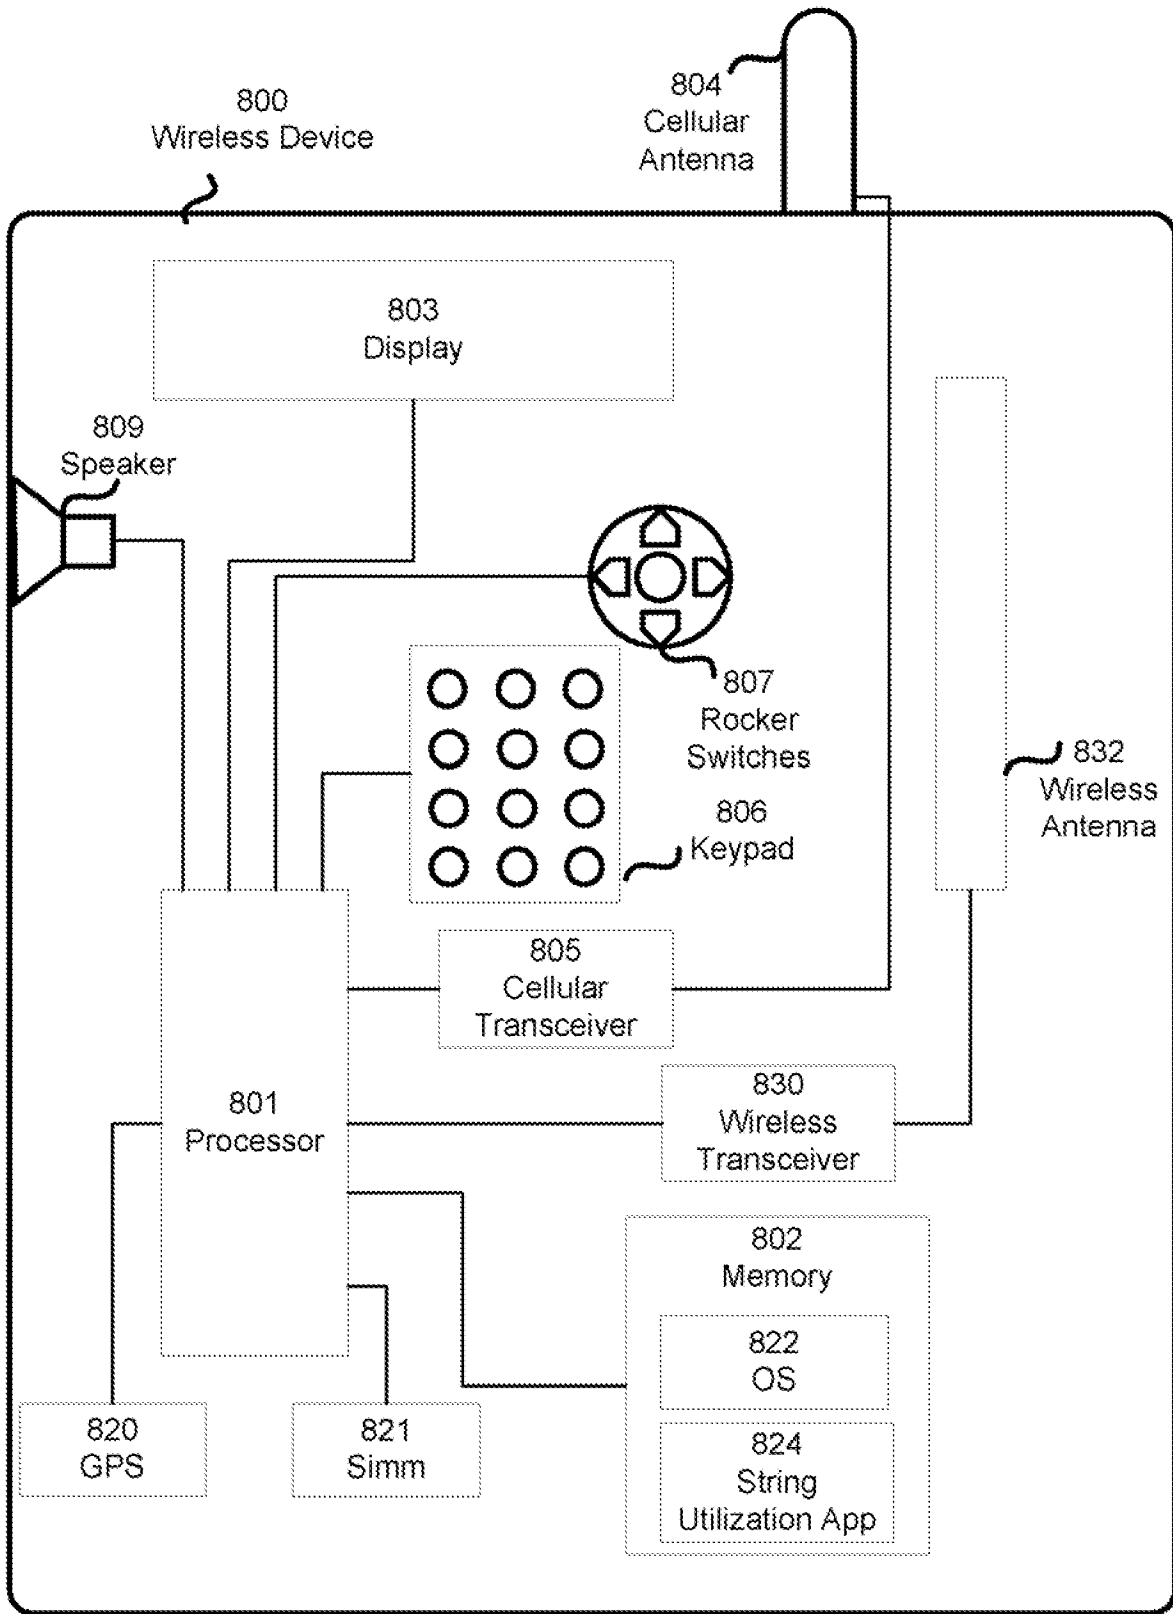 800
Wireless Device
804
Cellular
Antenna
803
Display
809
Speaker
807
Rocker
Switches
832
Wireless
Antenna
806
Keypad
805
Cellular
Transceiver
801
Processor
830
Wireless
Transceiver
802
Memory
822
OS
820
GPS
821
Simm
824
String
Utilization App